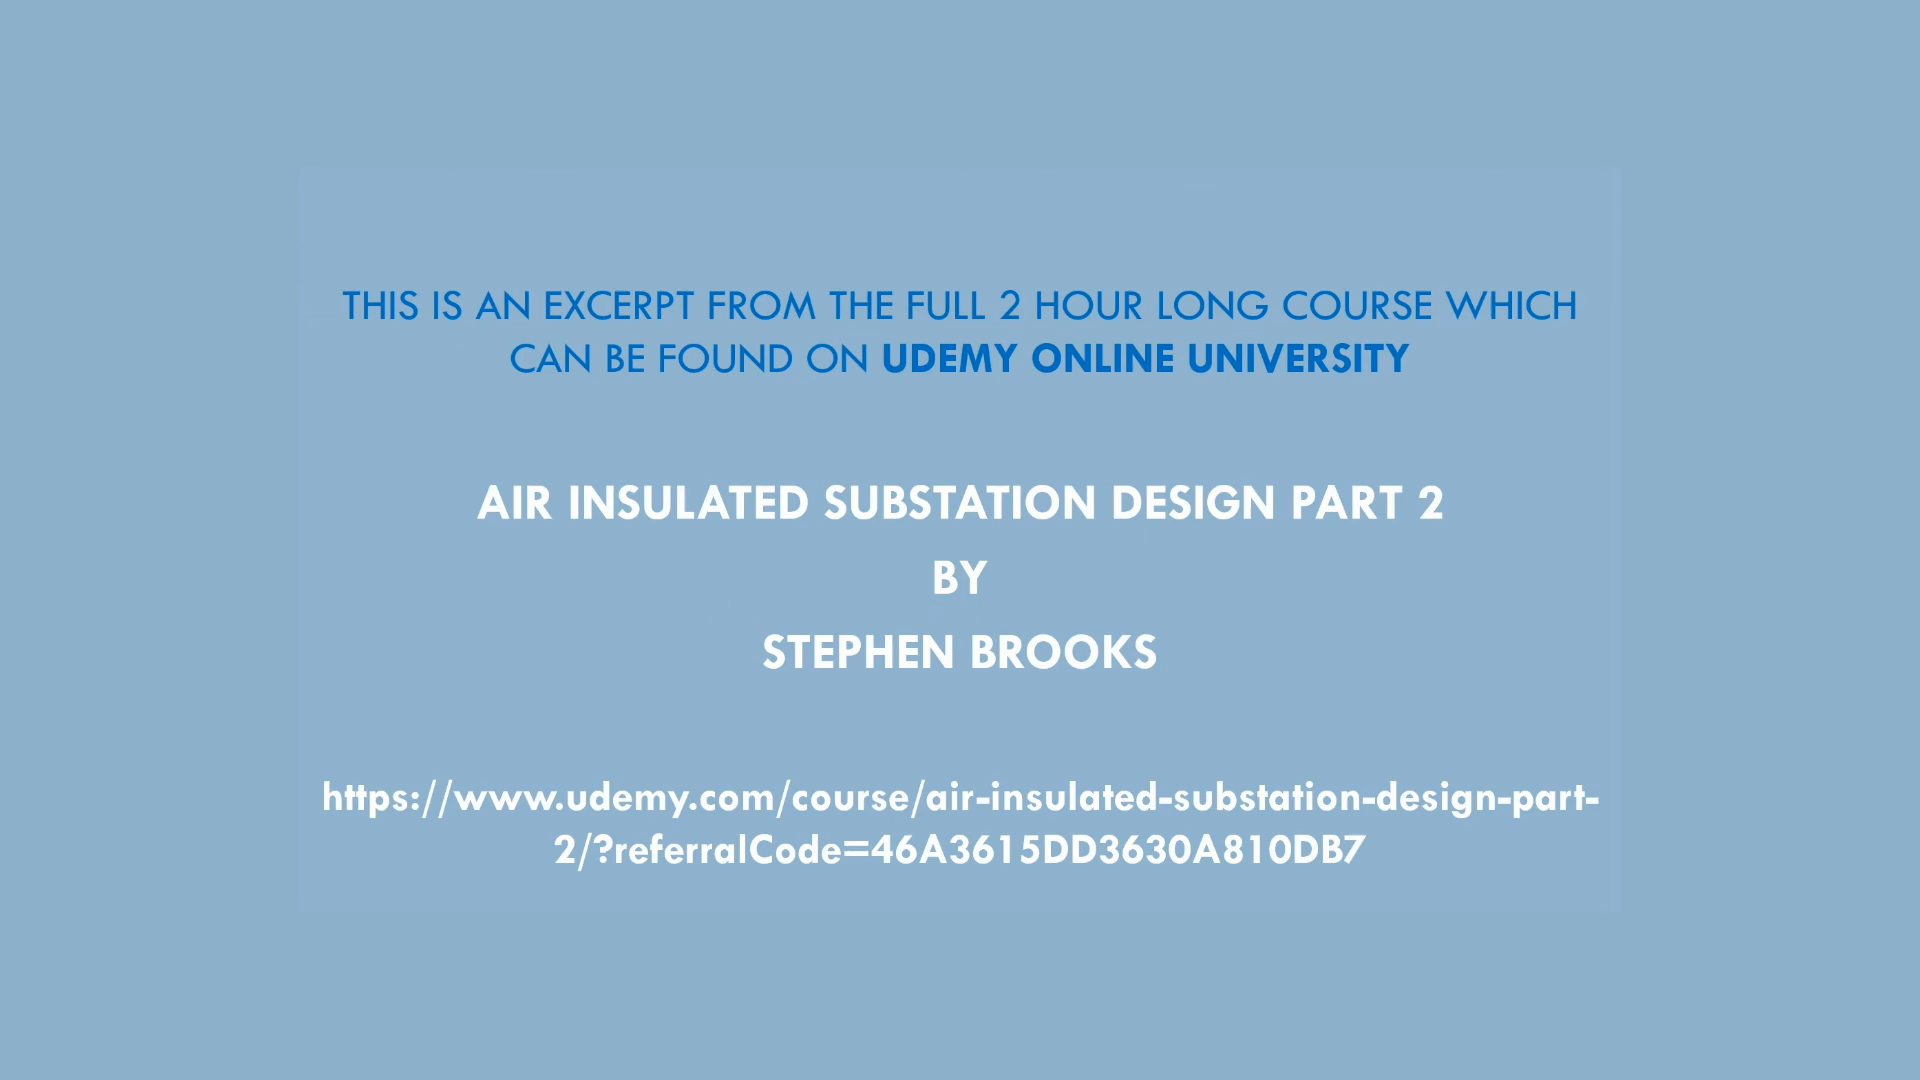 THIS IS AN EXCERPT FROM THE FULL 2 HOUR LONG COURSE WHICH
CAN BE FOUND ON UDEMY ONLINE UNIVERSITY
AIR INSULATED SUBSTATION DESIGN PART 2
BY
STEPHEN BROOKS
https://www.udemy.com/course/air-insulated-substation-design-part-
2/?referralCode=46A3615DD3630A810DB7